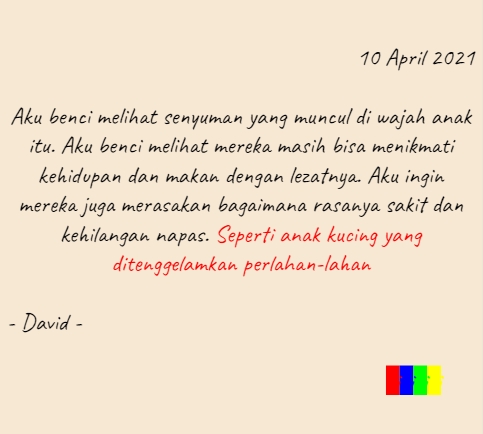 10 April 2021
Aku benci melihat senyuman yang muncul di wajah anak
itu. Aku benci melihat mereka masih bisa menikmati
kehidupan dan makan dengan lezatnya. Aku ingin
mereka juga merasakan bagaimana rasanya sakit dan
kehilangan napas. Seperti anak kucing yang
ditenggelamkan perlahan-lahan
- David -